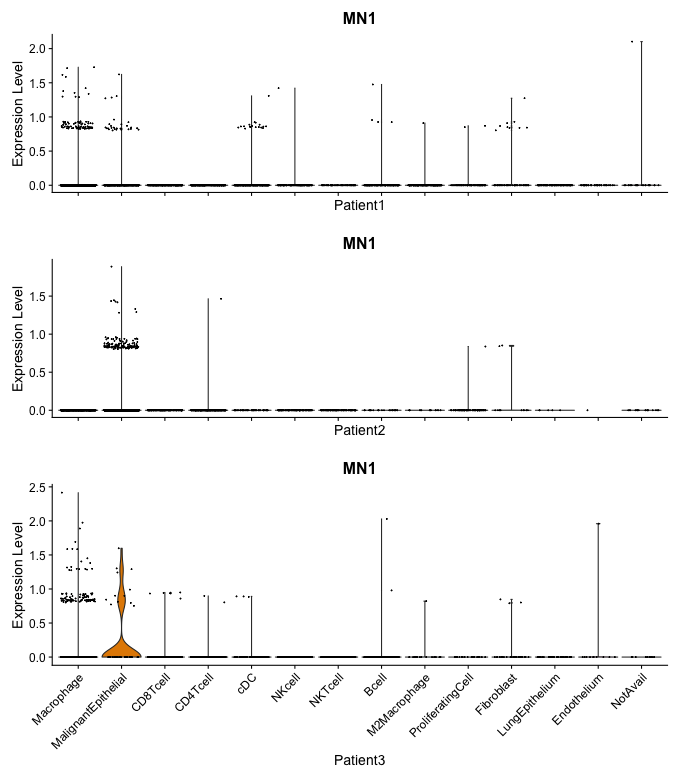 MN1
Expression Level
2.0
1.5
1.0
0.5
0.0
Patient1
MN1
Expression Level
1.5
1.0
0.5
0.0
Patient2
MN1
Expression Level
2.5
2.0
1.5
1.0
0.5
0.0
Macrophage
MalignantEpithelial
CD8Tcell
CD4Tcell
cDC
NKcell
NKTcell
Bcell
M2Macrophage
ProliferatingCell
Fibroblast
LungEpithelium
Endothelium
NotAvail
Patient3